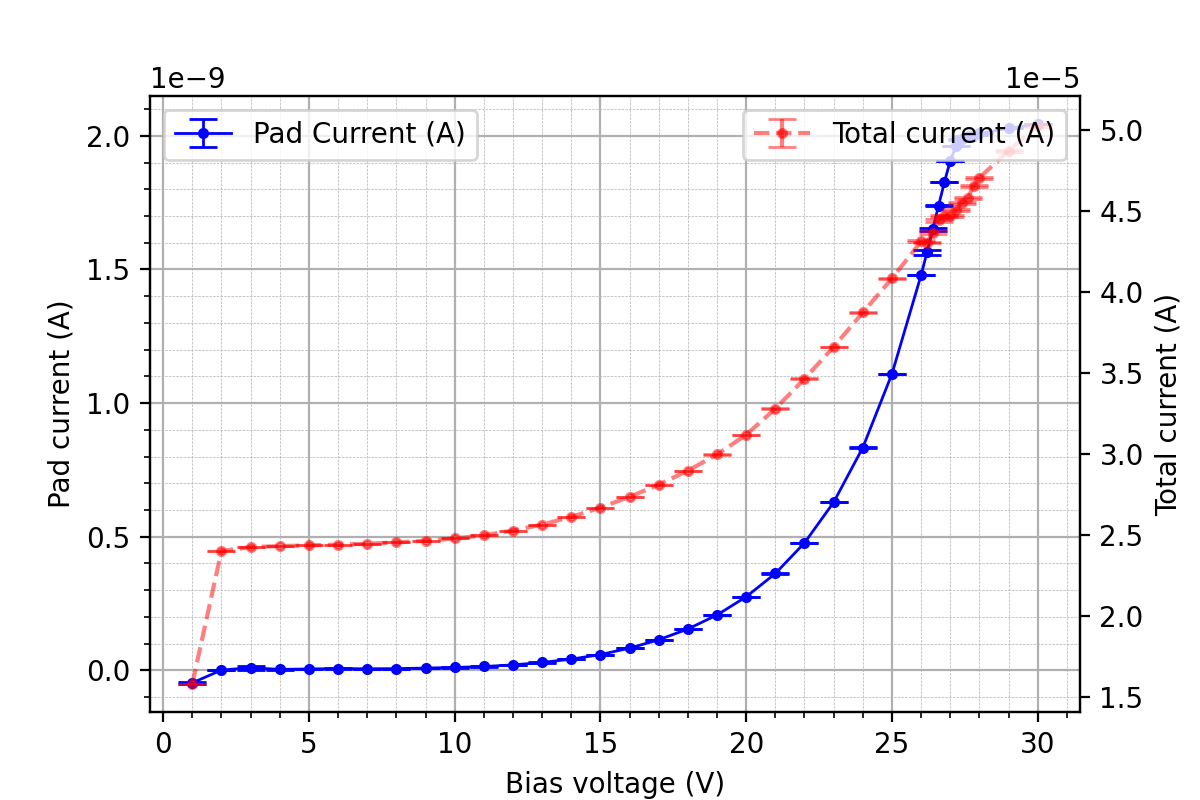 1e−9
1e−5
Pad Current (A)
Total current (A)
2.0
1.5
1.0
0.5
0.0
Pad current (A)
5.0
4.5
4.0
3.5
3.0
2.5
2.0
1.5
Total current (A)
0 5 10 15 20 25 30
Bias voltage (V)